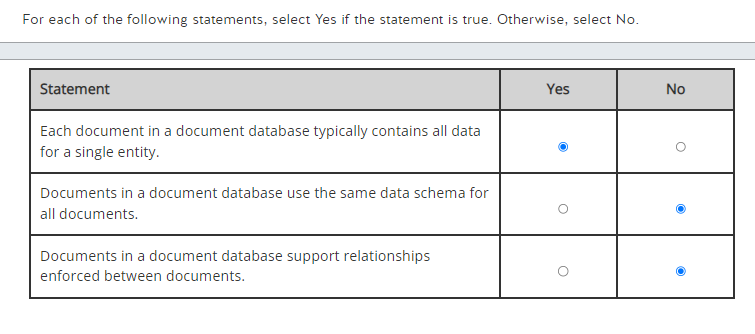 For each of the following statements, select Yes if the statement is true. Otherwise, select No.
Statement
Yes
No
Each document in a document database typically contains all data
for a single entity.
Documents in a document database use the same data schema for
all documents.
Documents in a document database support relationships
enforced between documents.